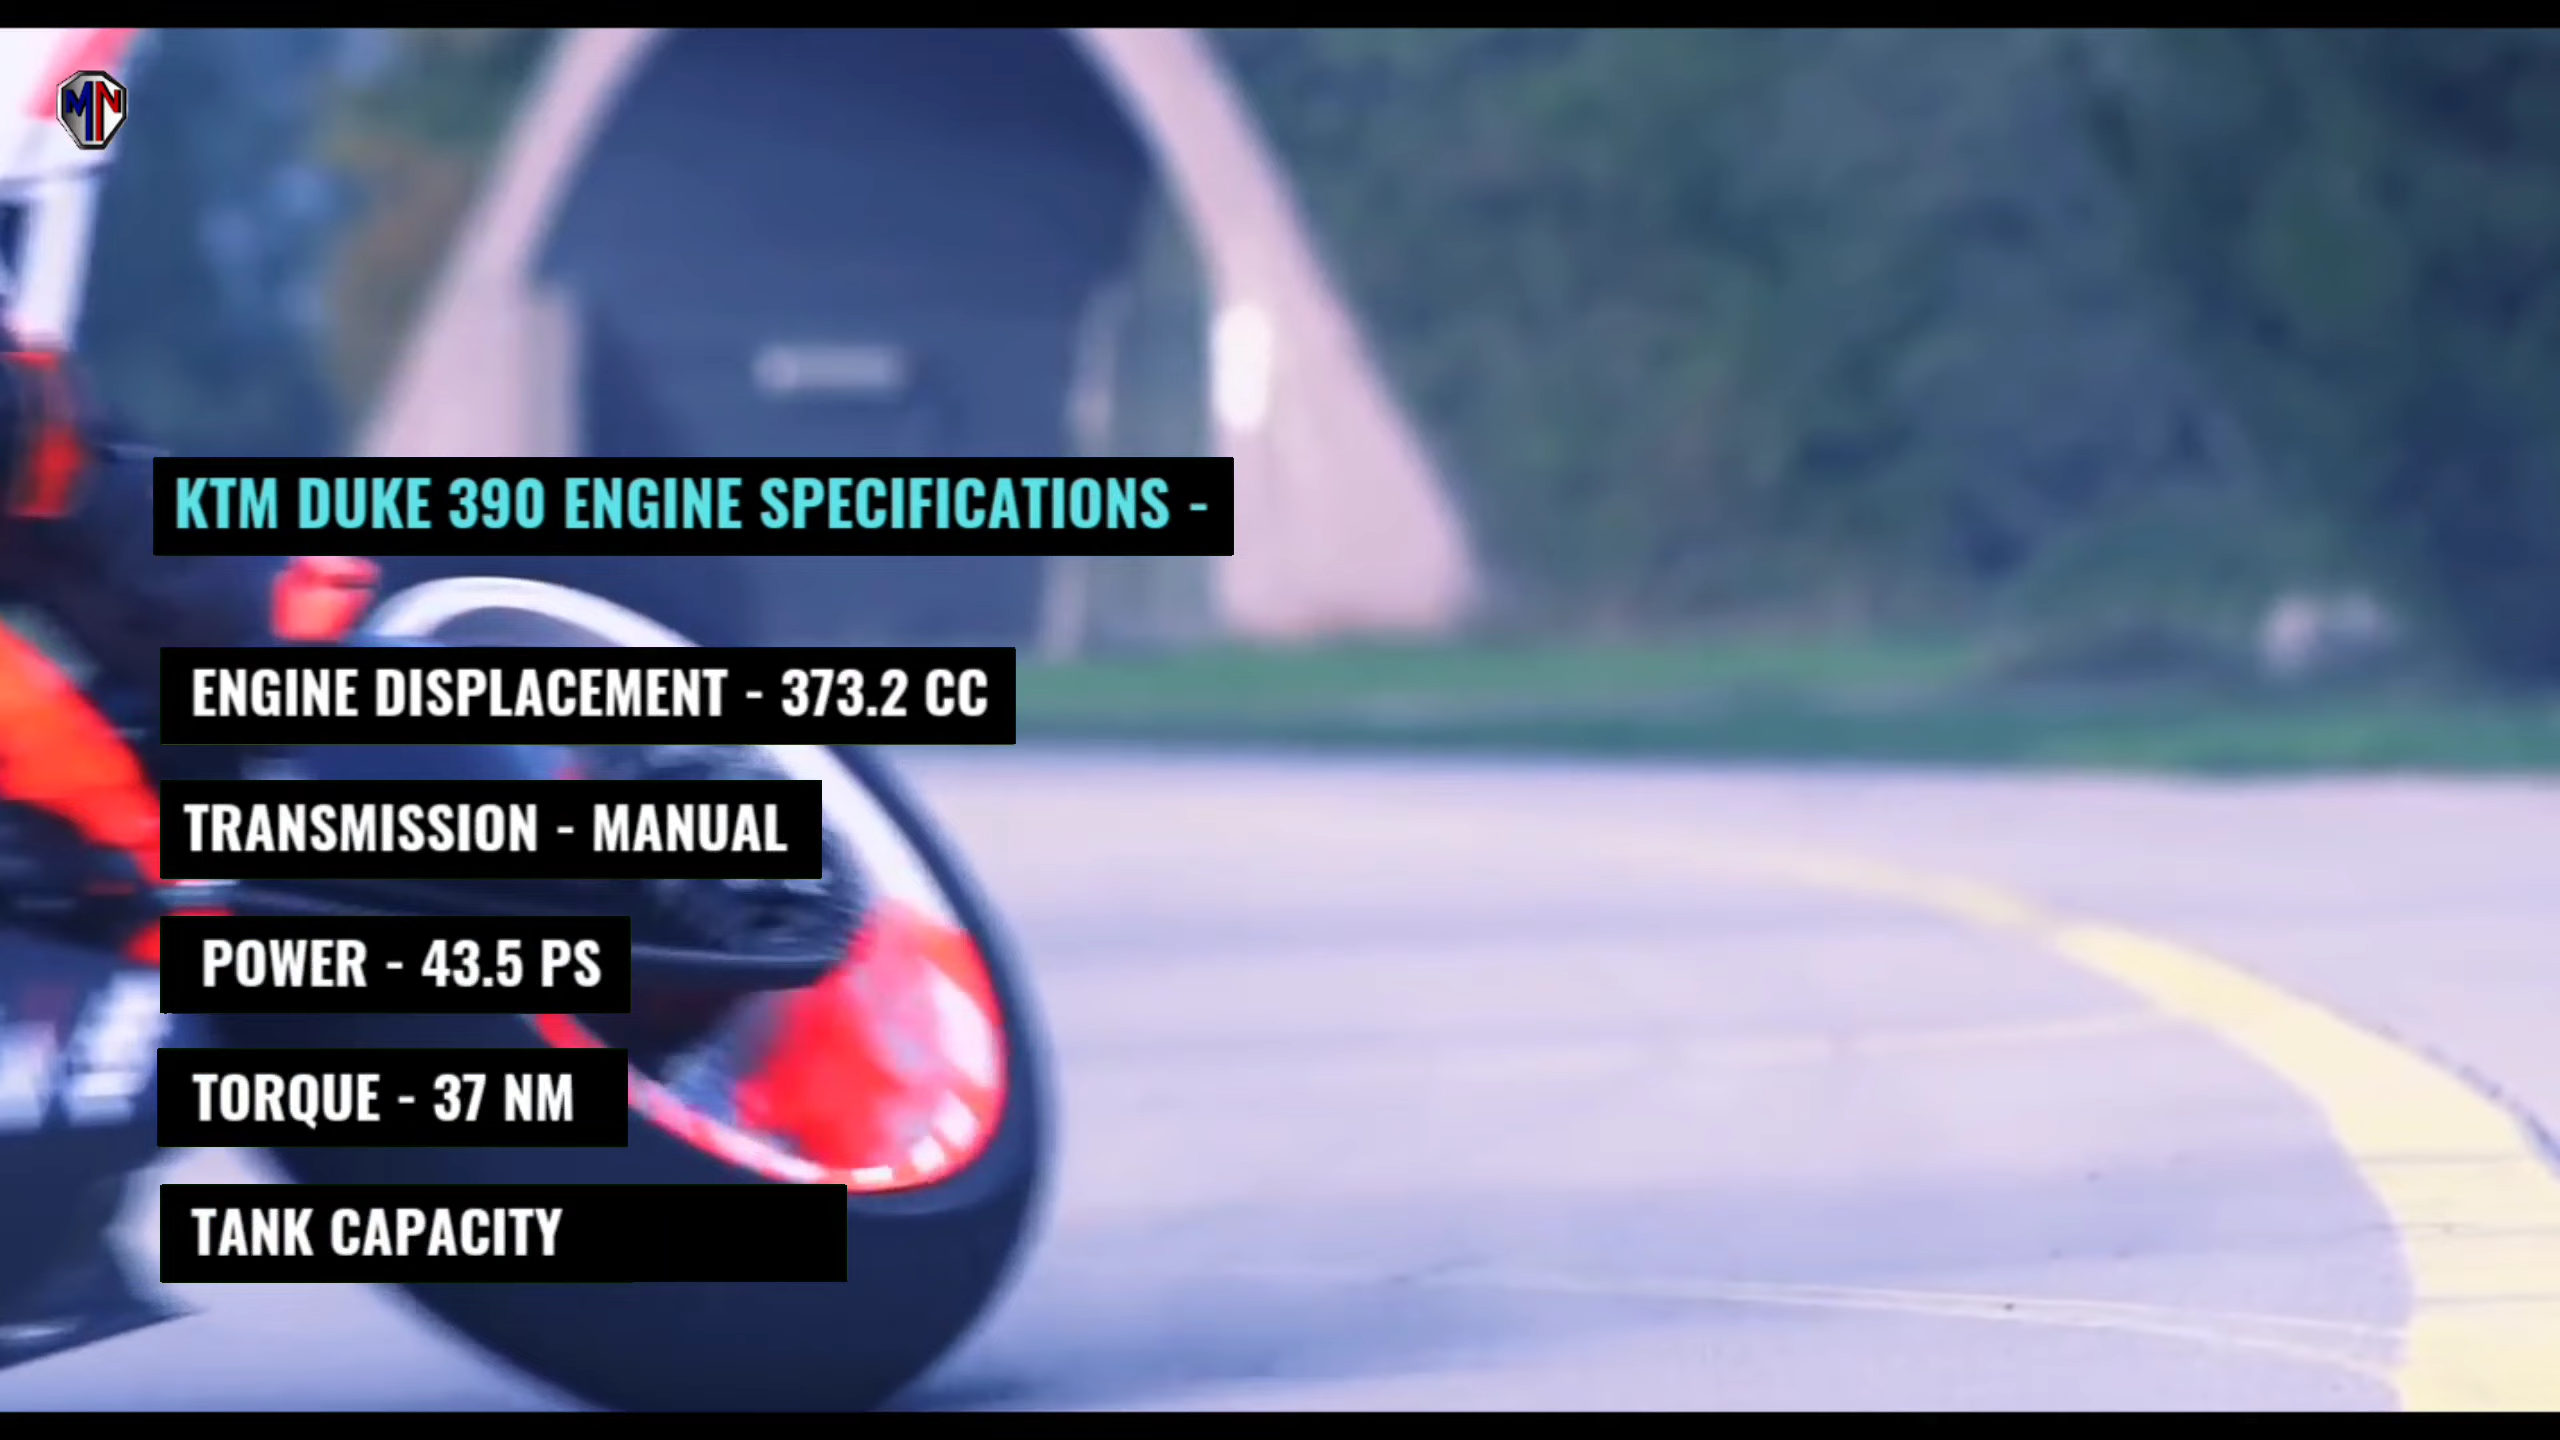 MN
KTM DUKE 390 ENGINE SPECIFICATIONS -
ENGINE DISPLACEMENT - 373.2 CC
TRANSMISSION - MANUAL
POWER - 43.5 PS
TORQUE - 37 NM
TANK CAPACITY